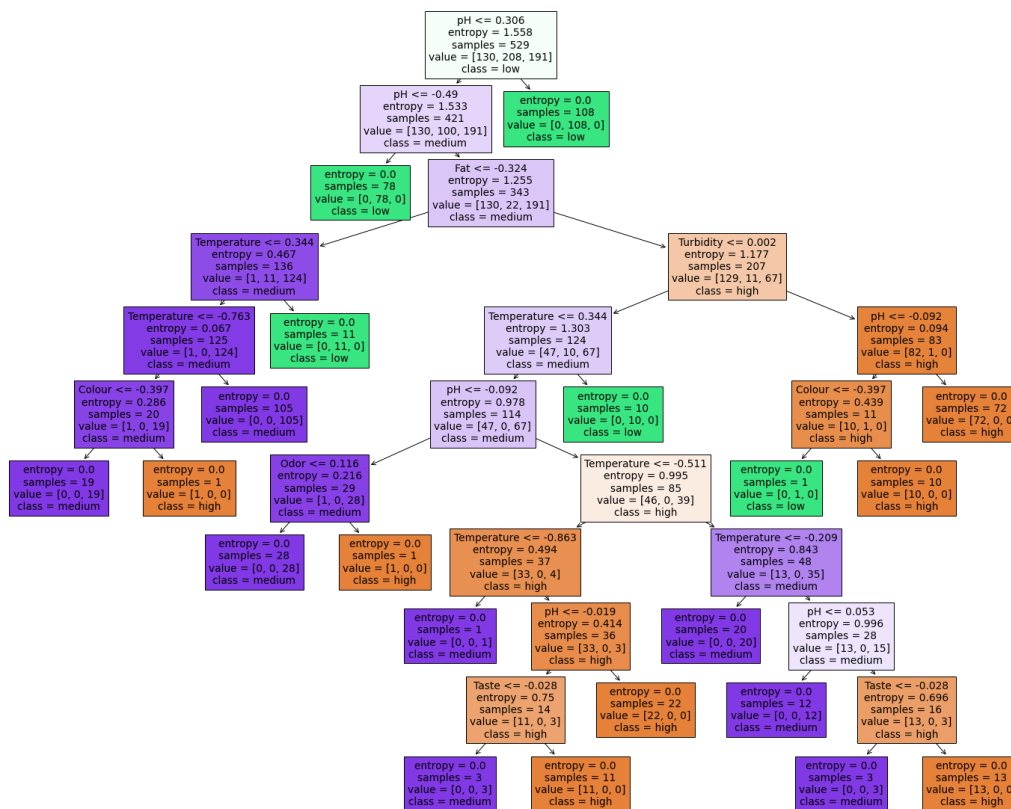 pH <= 0.306
entropy = 1.558
samples = 529
value = [130, 208, 191]
class = low
pH <= -0.49
entropy = 1.533
samples = 421
value = [130, 100, 191]
class = medium
entropy = 0.0
samples = 108
value = [0, 108, 0]
class = low
entropy = 0.0
samples = 78
value = [0, 78, 0]
class = low
Fat <= -0.324
entropy = 1.255
samples = 343
value = [130, 22, 191]
class = medium
Temperature <= 0.344
entropy = 0.467
samples = 136
value = [1, 11, 124]
class = medium
Turbidity <= 0.002
entropy = 1.177
samples = 207
value = [129, 11, 67]
class = high
Temperature <= -0.763
entropy = 0.067
samples = 125
value = [1, 0, 124]
class = medium
entropy = 0.0
samples = 11
value = [0, 11, 0]
class = low
Temperature <= 0.344
entropy = 1.303
samples = 124
value = [47, 10, 67]
class = medium
pH <= -0.092
entropy = 0.094
samples = 83
value = [82, 1, 0]
class = high
Colour <= -0.397
entropy = 0.286
samples = 20
value = [1, 0, 19]
class = medium
entropy = 0.0
samples = 105
value = [0, 0, 105]
class = medium
pH <= -0.092
entropy = 0.978
samples = 114
value = [47, 0, 67]
class = medium
entropy = 0.0
samples = 10
value = [0, 10, 0]
class = low
Colour <= -0.397
entropy = 0.439
samples = 11
value = [10, 1, 0]
class = high
entropy = 0.0
samples = 72
value = [72, 0, 0]
class = high
entropy = 0.0
samples = 19
value = [0, 0, 19]
class = medium
entropy = 0.0
samples = 1
value = [1, 0, 0]
class = high
Odor <= 0.116
entropy = 0.216
samples = 29
value = [1, 0, 28]
class = medium
Temperature <= -0.511
entropy = 0.995
samples = 85
value = [46, 0, 39]
class = high
entropy = 0.0
samples = 1
value = [0, 1, 0]
class = low
entropy = 0.0
samples = 10
value = [10, 0, 0]
class = high
entropy = 0.0
samples = 28
value = [0, 0, 28]
class = medium
entropy = 0.0
samples = 1
value = [1, 0, 0]
class = high
Temperature <= -0.863
entropy = 0.494
samples = 37
value = [33, 0, 4]
class = high
Temperature <= -0.209
entropy = 0.843
samples = 48
value = [13, 0, 35]
class = medium
entropy = 0.0
samples = 1
value = [0, 0, 1]
class = medium
pH <= -0.019
entropy = 0.414
samples = 36
value = [33, 0, 3]
class = high
entropy = 0.0
samples = 20
value = [0, 0, 20]
class = medium
pH <= 0.053
entropy = 0.996
samples = 28
value = [13, 0, 15]
class = medium
Taste <= -0.028
entropy = 0.75
samples = 14
value = [11, 0, 3]
class = high
entropy = 0.0
samples = 22
value = [22, 0, 0]
class = high
entropy = 0.0
samples = 12
value = [0, 0, 12]
class = medium
Taste <= -0.028
entropy = 0.696
samples = 16
value = [13, 0, 3]
class = high
entropy = 0.0
samples = 3
value = [0, 0, 3]
class = medium
entropy = 0.0
samples = 11
value = [11, 0, 0]
class = high
entropy = 0.0
samples = 3
value = [0, 0, 3]
class = medium
entropy = 0.0
samples = 13
value = [13, 0, 0]
class = high